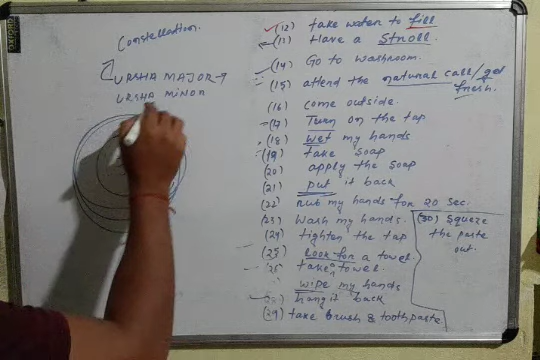 Constellation.
URSHA MAJOR
URSHA MINOR
(12) take water to fill
(13) Have a Stroll.
(14) Go to washroom.
(15) attend the natural call/get
fresh.
(16) come outside.
(17) Turn on the tap
(18) Wet my hands
(19) take soap
(20) apply the soap
(21) put it back
(22) Rub my hands for 20 sec.
(23) Wash my hands.
(24) tighten the tap
(25) Look for a towel
take a towel.
wipe my hands
hang it back
(29) take brush & toothpaste
(30) Squeze
the paste
out.